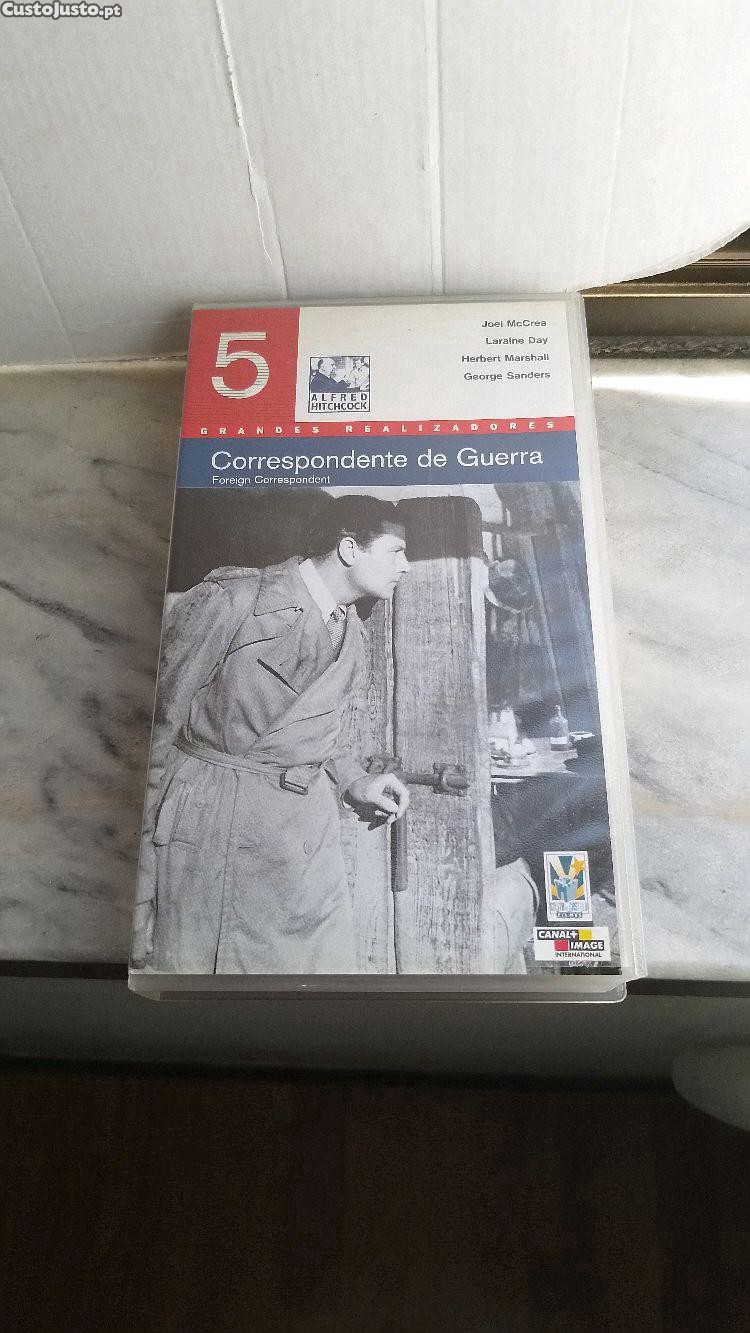 CustoJusto.pt
5
ALFRED
HITCHCOCK
Joel McCrea
Laraine Day
Herbert Marshall
George Sanders
GRANDES REALIZADORES
Correspondente de Guerra
Foreign Correspondent
FILMES
CANAL+
IMAGE
INTERNATIONAL